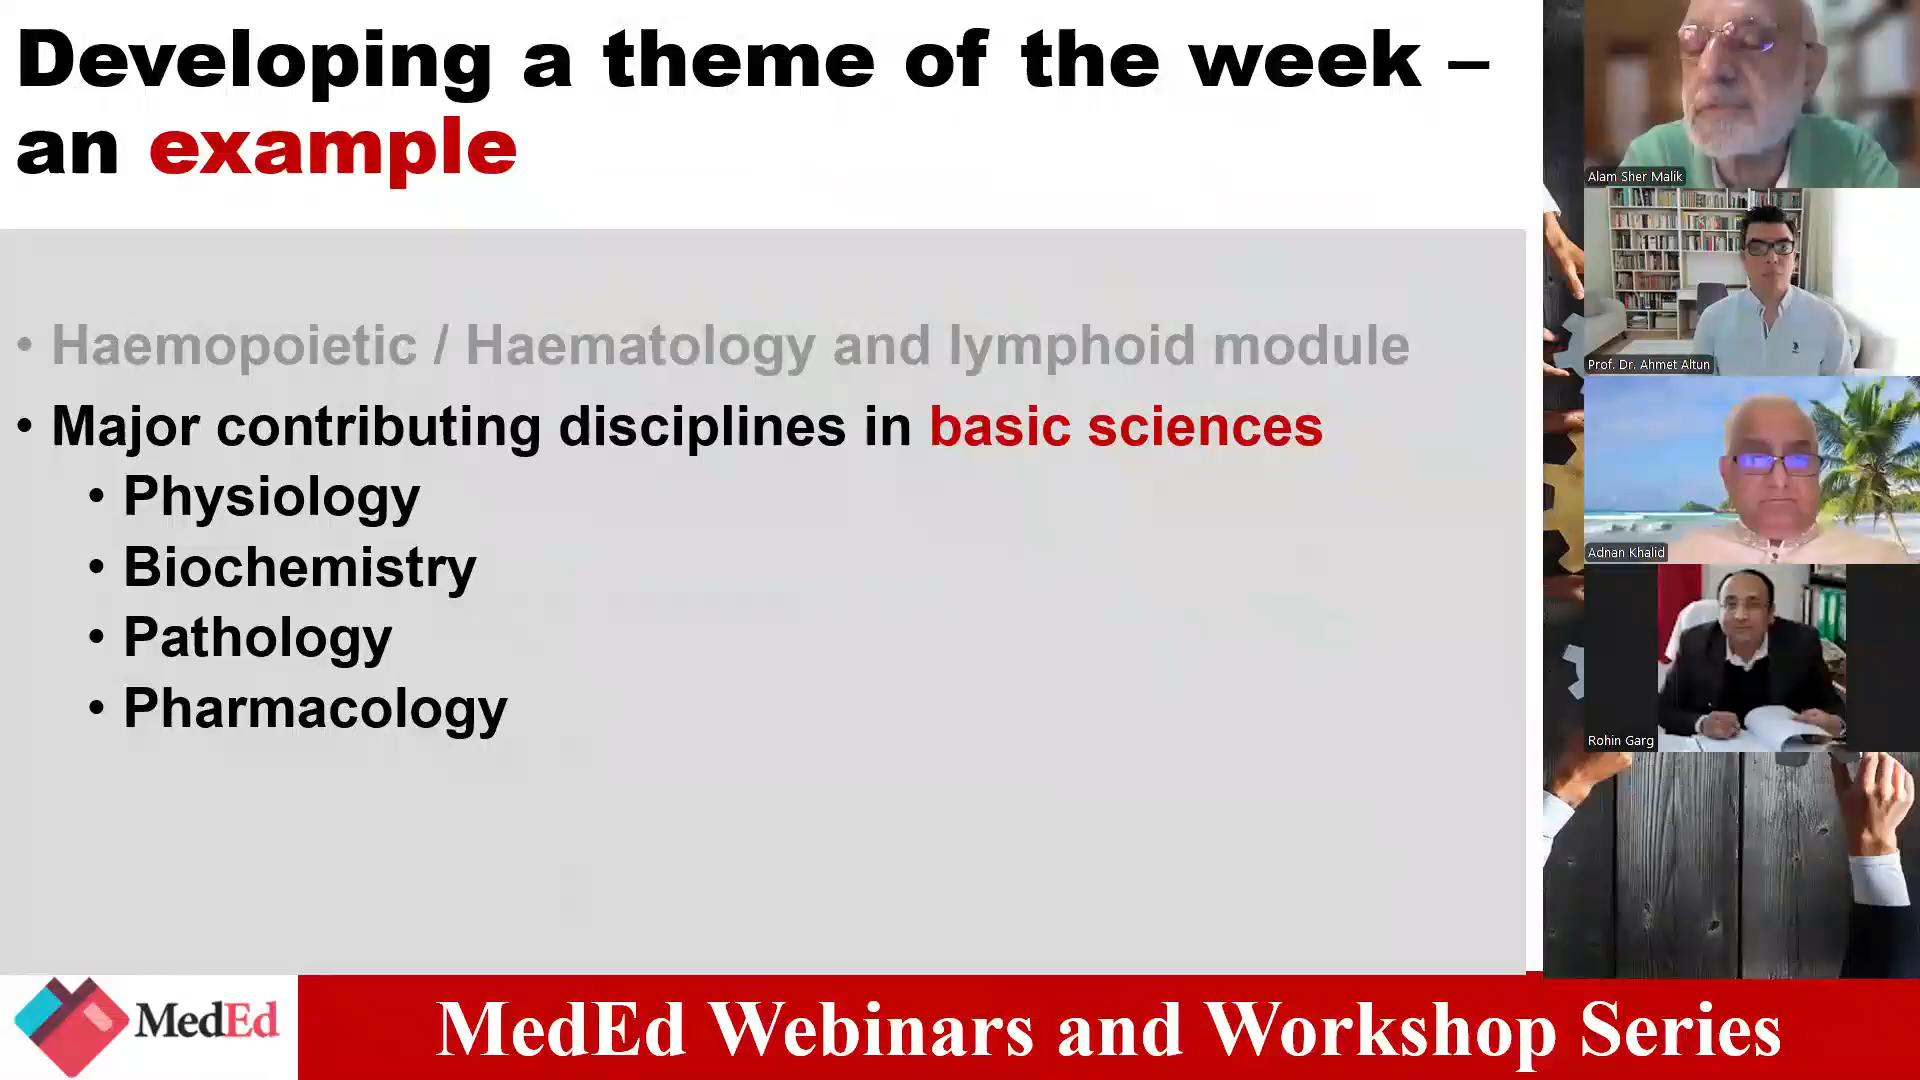 Developing a theme of the week –
an example
• Haemopoietic / Haematology and lymphoid module
• Major contributing disciplines in basic sciences
• Physiology
• Biochemistry
• Pathology
• Pharmacology
Alam Sher Malik
Prof. Dr. Ahmet Altun
Adnan Khalid
Rohin Garg
MedEd
MedEd Webinars and Workshop Series